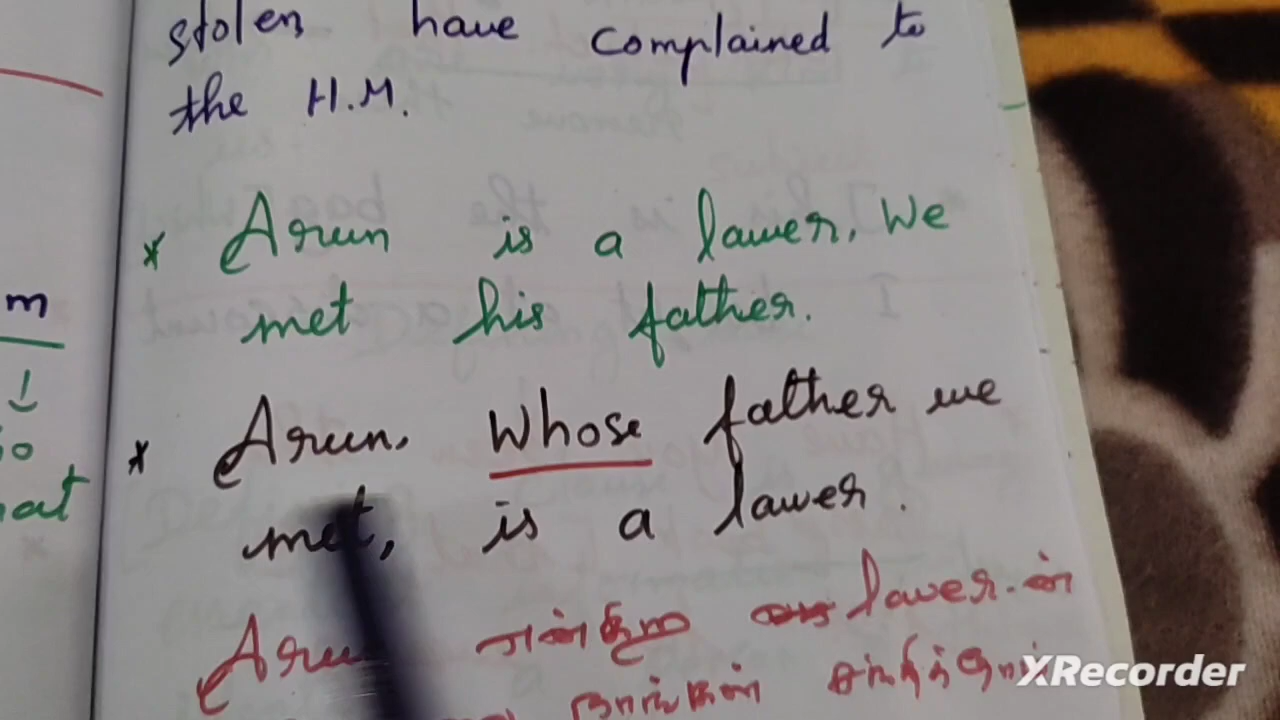 stolen have complained to
the H.M.
* Arun is a lawer. We
met his father.
m
* Arun, whose father we
met, is a lawer.
Arun lawer-ன்
XRecorder